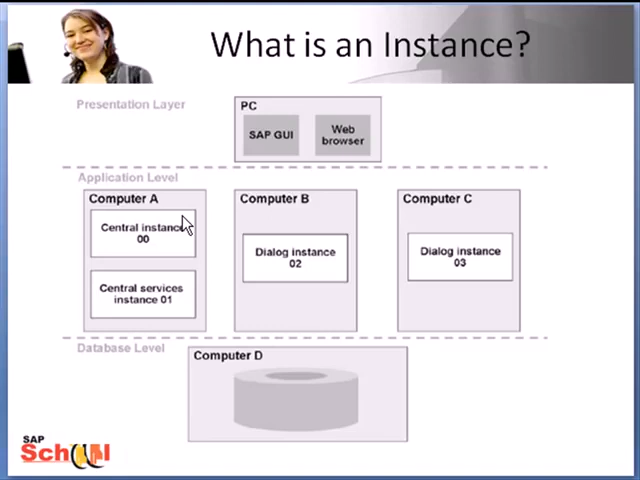 What is an Instance?
Presentation Layer
PC
SAP GUI
Web
browser
Application Level
Computer A
Central instance
00
Central services
instance 01
Computer B
Dialog instance
02
Computer C
Dialog instance
03
Database Level
Computer D
SAP
School